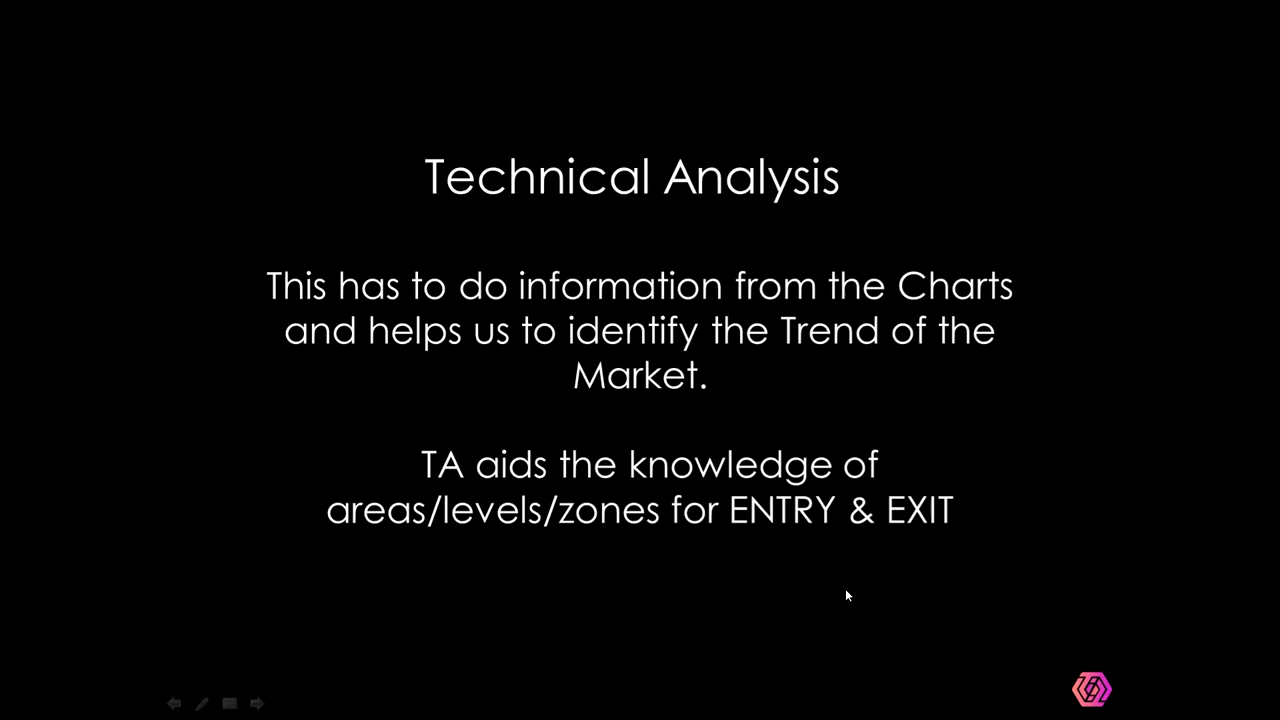 Technical Analysis
This has to do information from the Charts
and helps us to identify the Trend of the
Market.
TA aids the knowledge of
areas/levels/zones for ENTRY & EXIT